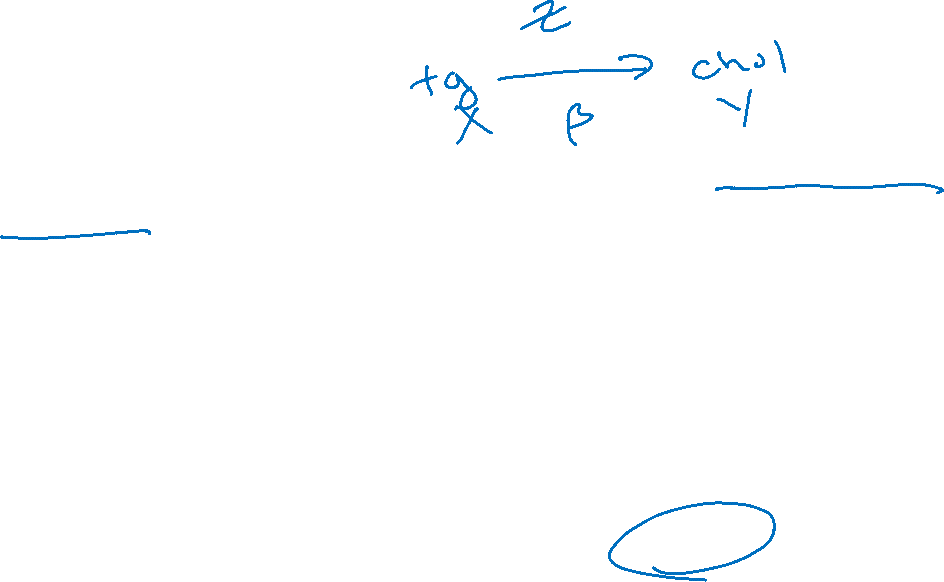 Z
tg → chol
X β Y